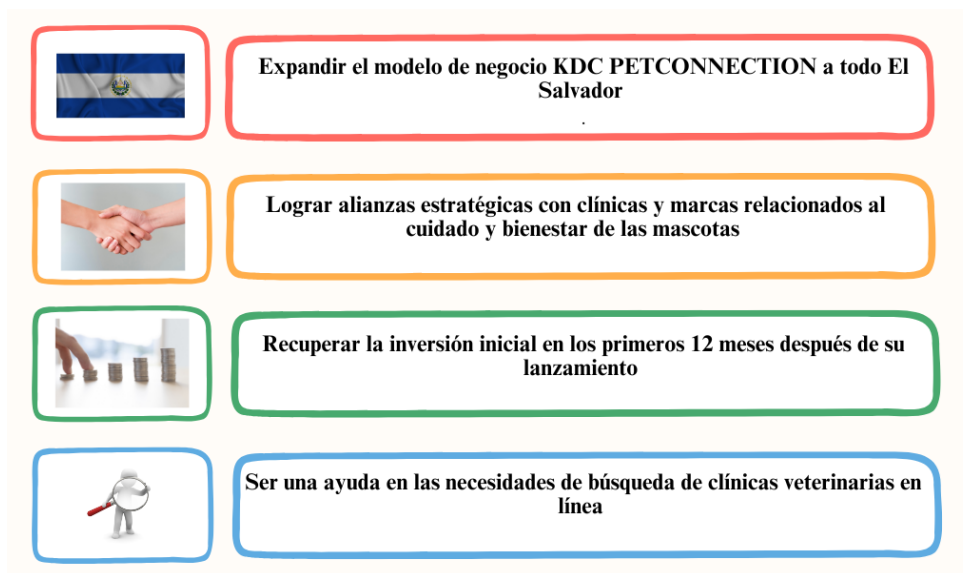 Expandir el modelo de negocio KDC PETCONNECTION a todo El
Salvador
.
Lograr alianzas estratégicas con clínicas y marcas relacionados al
cuidado y bienestar de las mascotas
Recuperar la inversión inicial en los primeros 12 meses después de su
lanzamiento
Ser una ayuda en las necesidades de búsqueda de clínicas veterinarias en
línea